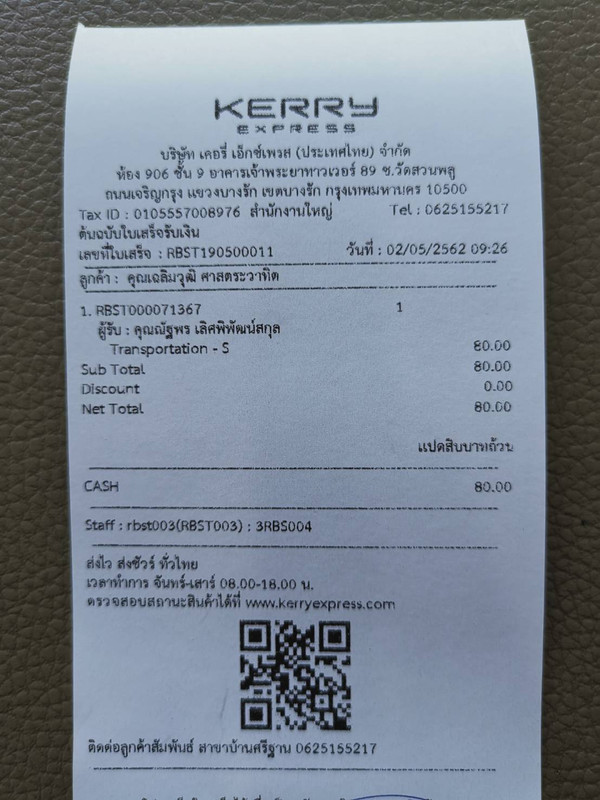 KERRY
EXPRESS
บริษัท เคอรี่ เอ็กซ์เพรส (ประเทศไทย) จำกัด
ห้อง 906 ชั้น 9 อาคารเจ้าพระยาทาวเวอร์ 89 ซ.วัดสวนพลู
ถนนเจริญกรุง แขวงบางรัก เขตบางรัก กรุงเทพมหานคร 10500
Tax ID : 0105557008976 สำนักงานใหญ่ Tel : 0625155217
ต้นฉบับใบเสร็จรับเงิน
เลขที่ใบเสร็จ : RBST190500011 วันที่ : 02/05/2562 09:26
ลูกค้า : คุณเฉลิมวุฒิ ศาสตระวาทิต
1. RBST000071367 1
ผู้รับ : คุณณัฐพร เลิศพิพัฒน์สกุล
Transportation - S 80.00
Sub Total 80.00
Discount 0.00
Net Total 80.00
แปดสิบบาทถ้วน
CASH 80.00
Staff : rbst003(RBST003) : 3RBS004
ส่งไว ส่งชัวร์ ทั่วไทย
เวลาทำการ จันทร์-เสาร์ 08.00-18.00 น.
ตรวจสอบสถานะสินค้าได้ที่ www.kerryexpress.com
ติดต่อลูกค้าสัมพันธ์ สาขาบ้านศรีฐาน 0625155217